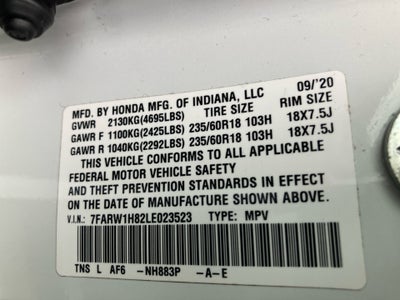 MFD. BY HONDA MFG. OF INDIANA, LLC 09/'20
GVWR 2130KG(4695LBS) TIRE SIZE RIM SIZE
GAWR F 1100KG(2425LBS) 235/60R18 103H 18X7.5J
GAWR R 1040KG(2292LBS) 235/60R18 103H 18X7.5J
THIS VEHICLE CONFORMS TO ALL APPLICABLE
FEDERAL MOTOR VEHICLE SAFETY
AND THEFT PREVENTION STANDARDS IN EFFECT
ON THE DATE OF MANUFACTURE SHOWN ABOVE.
V.I.N.: 7FARW1H82LE023523 TYPE: MPV
TNS L AF6 -NH883P -A-E